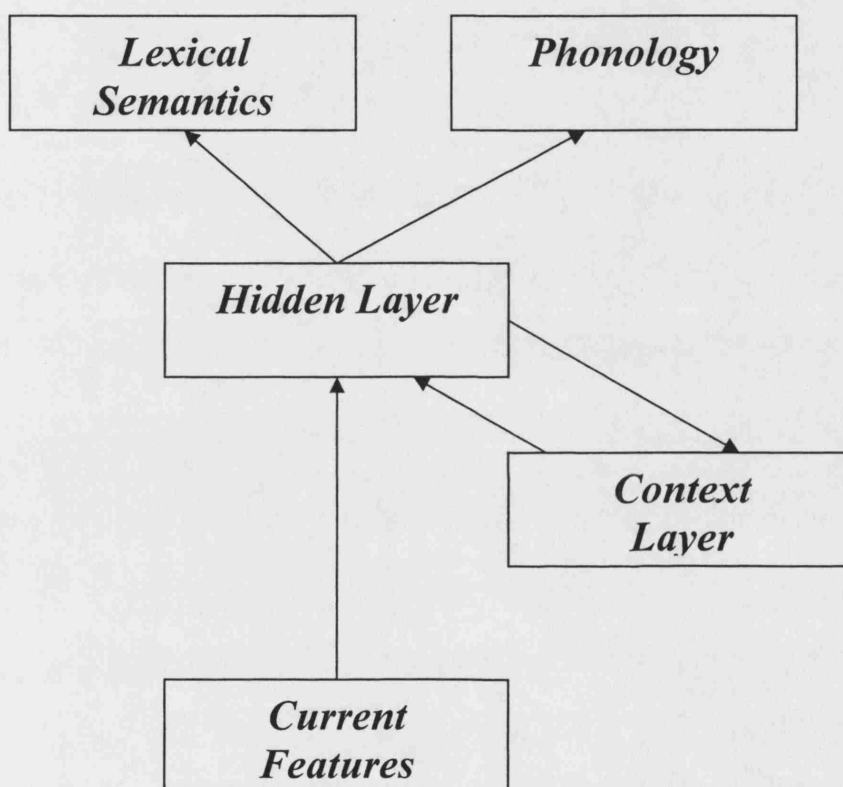 Lexical
Semantics
Phonology
Hidden Layer
Context
Layer
Current
Features